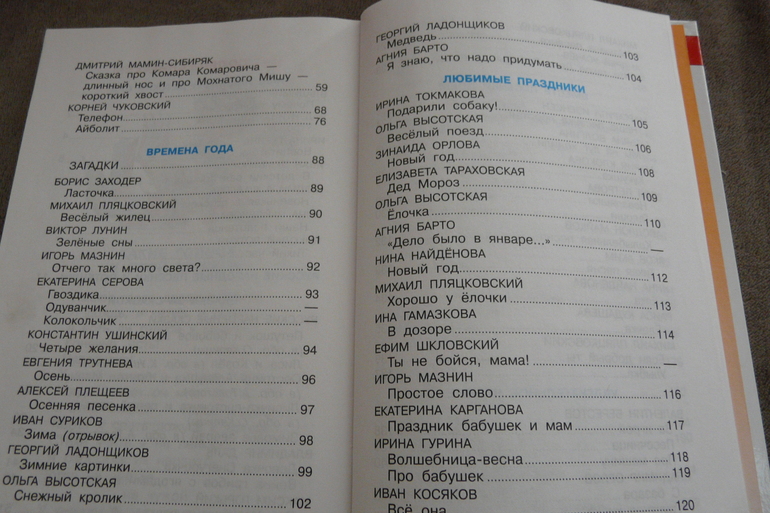 ДМИТРИЙ МАМИН-СИБИРЯК
Сказка про Комара Комаровича —
длинный нос и про Мохнатого Мишу —
короткий хвост 59
КОРНЕЙ ЧУКОВСКИЙ
Телефон 68
Айболит 76
ВРЕМЕНА ГОДА
ЗАГАДКИ 88
БОРИС ЗАХОДЕР
Ласточка 89
МИХАИЛ ПЛЯЦКОВСКИЙ
Весёлый жилец 90
ВИКТОР ЛУНИН
Зелёные сны 91
ИГОРЬ МАЗНИН
Отчего так много света? 92
ЕКАТЕРИНА СЕРОВА
Гвоздика 93
Одуванчик —
Колокольчик —
КОНСТАНТИН УШИНСКИЙ
Четыре желания 94
ЕВГЕНИЯ ТРУТНЕВА
Осень 96
АЛЕКСЕЙ ПЛЕЩЕЕВ
Осенняя песенка 97
ИВАН СУРИКОВ
Зима (отрывок) 98
ГЕОРГИЙ ЛАДОНЩИКОВ
Зимние картинки 99
ОЛЬГА ВЫСОТСКАЯ
Снежный кролик 102
ГЕОРГИЙ ЛАДОНЩИКОВ
Медведь 103
АГНИЯ БАРТО
Я знаю, что надо придумать 104
ЛЮБИМЫЕ ПРАЗДНИКИ
ИРИНА ТОКМАКОВА
Подарили собаку! 105
ОЛЬГА ВЫСОТСКАЯ
Весёлый поезд 106
ЗИНАИДА ОРЛОВА
Новый год 108
ЕЛИЗАВЕТА ТАРАХОВСКАЯ
Дед Мороз 109
ОЛЬГА ВЫСОТСКАЯ
Ёлочка 110
АГНИЯ БАРТО
«Дело было в январе...» —
НИНА НАЙДЁНОВА
Новый год 112
МИХАИЛ ПЛЯЦКОВСКИЙ
Хорошо у ёлочки 113
ИНА ГАМАЗКОВА
В дозоре 114
ЕФИМ ШКЛОВСКИЙ
Ты не бойся, мама! —
ИГОРЬ МАЗНИН
Простое слово 116
ЕКАТЕРИНА КАРГАНОВА
Праздник бабушек и мам 117
ИРИНА ГУРИНА
Волшебница-весна 118
Про бабушек 119
ИВАН КОСЯКОВ
Всё она 120